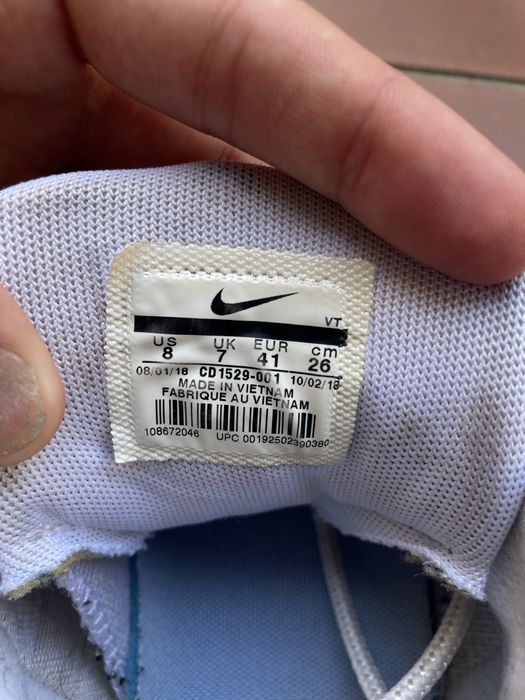 VT
US UK EUR cm
8 7 41 26
08/01/18 CD1529-001 10/02/18
MADE IN VIETNAM
FABRIQUE AU VIETNAM
108672046 UPC 00192502390380